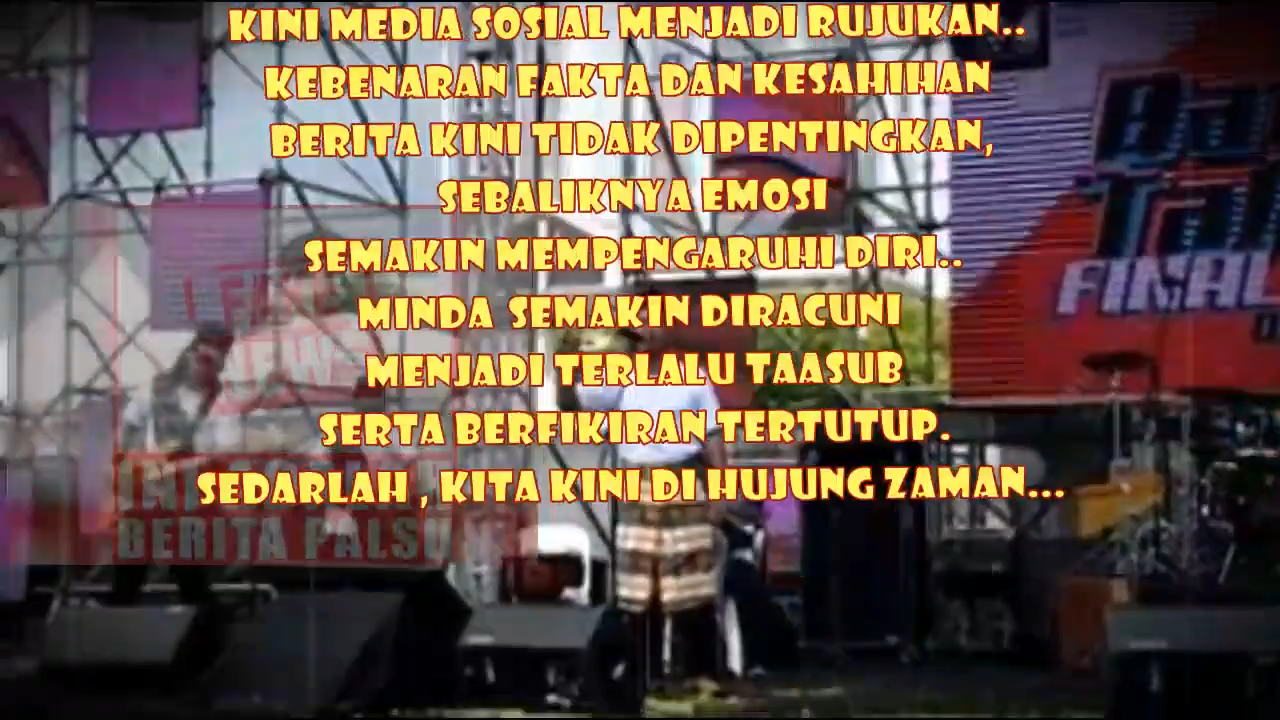 KINI MEDIA SOSIAL MENJADI RUJUKAN..
KEBENARAN FAKTA DAN KESAHIHAN
BERITA KINI TIDAK DIPENTINGKAN,
SEBALIKNYA EMOSI
SEMAKIN MEMPENGARUHI DIRI..
MINDA SEMAKIN DIRACUNI
MENJADI TERLALU TAASUB
SERTA BERFIKIRAN TERTUTUP.
SEDARLAH , KITA KINI DI HUJUNG ZAMAN...
NEWS
BERITA PALSU
FINAL